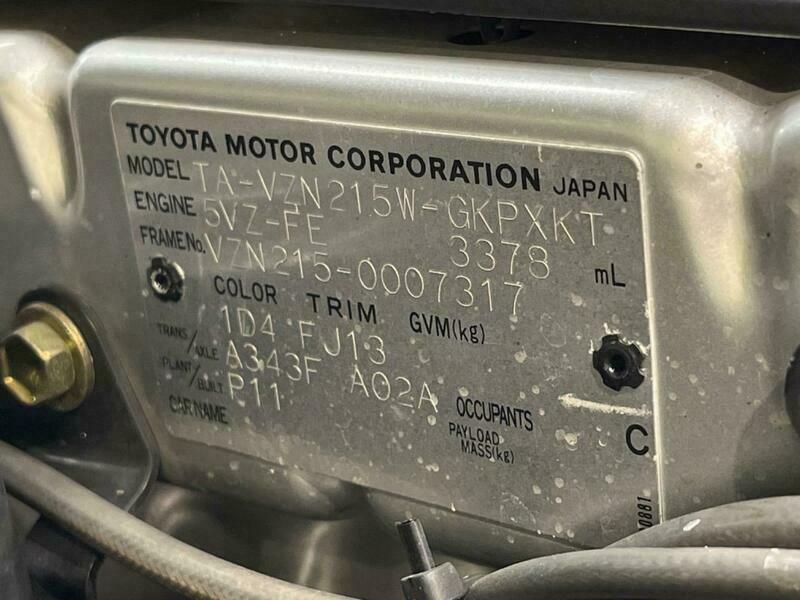 TOYOTA MOTOR CORPORATION JAPAN
MODEL TA-VZN215W-GKPXKT
ENGINE 5VZ-FE 3378 mL
FRAME No. VZN215-0007317
COLOR TRIM GVM(kg)
1D4 FJ13
TRANS/AXLE A343F A02A
PLANT/BUILT P11
CAR NAME
OCCUPANTS
PAYLOAD MASS(kg)
C